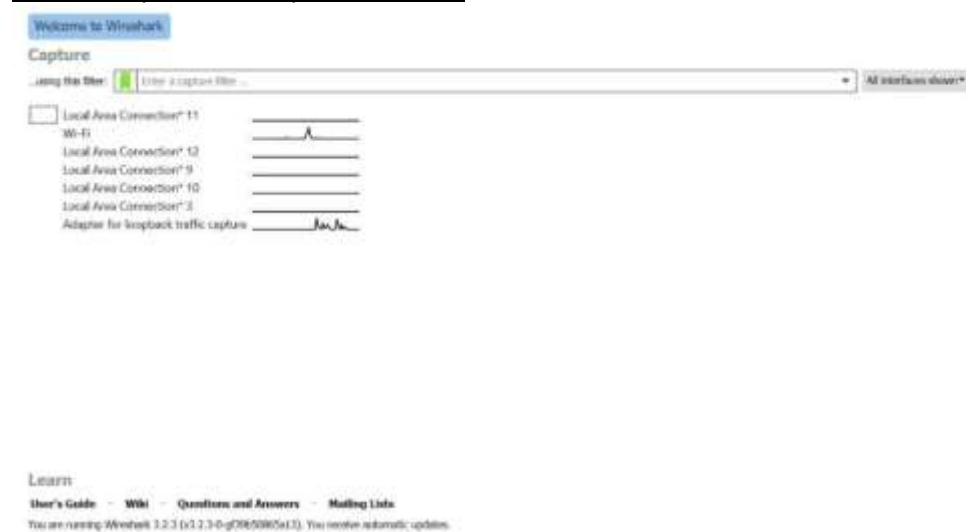 Welcome to Wireshark
Capture
...using this filter: Enter a capture filter ... All interfaces shown
Local Area Connection* 11
Wi-Fi
Local Area Connection* 12
Local Area Connection* 9
Local Area Connection* 10
Local Area Connection* 3
Adapter for loopback traffic capture
Learn
User's Guide · Wiki · Questions and Answers · Mailing Lists
You are running Wireshark 3.2.3 You receive automatic updates.